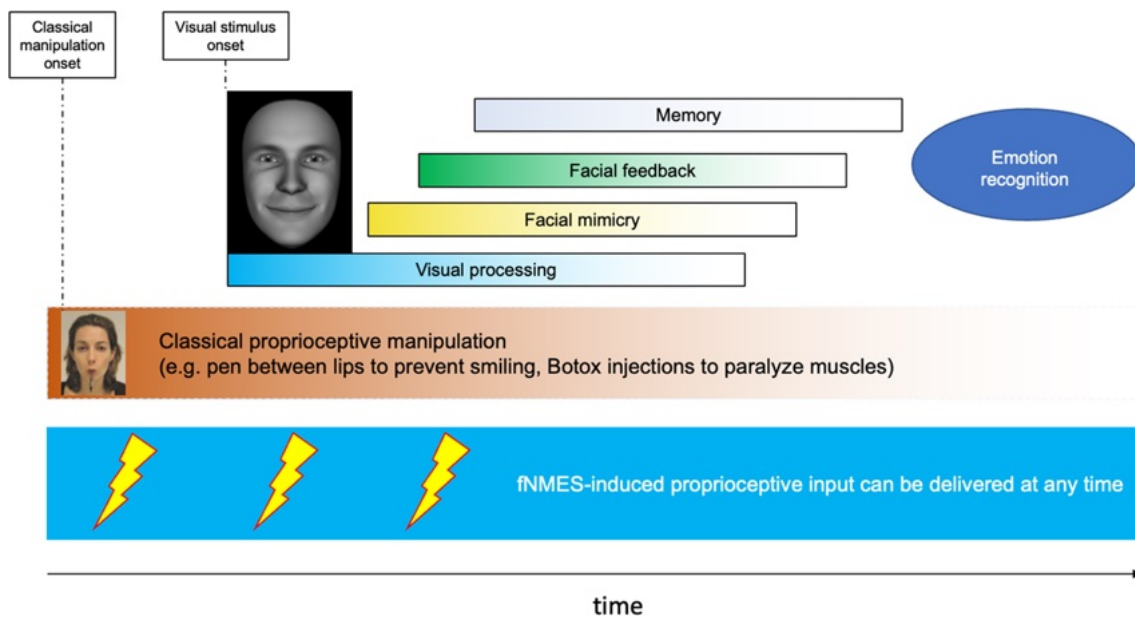 Classical
manipulation
onset
Visual stimulus
onset
Memory
Facial feedback
Facial mimicry
Visual processing
Emotion
recognition
Classical proprioceptive manipulation
(e.g. pen between lips to prevent smiling, Botox injections to paralyze muscles)
fNMES-induced proprioceptive input can be delivered at any time
time